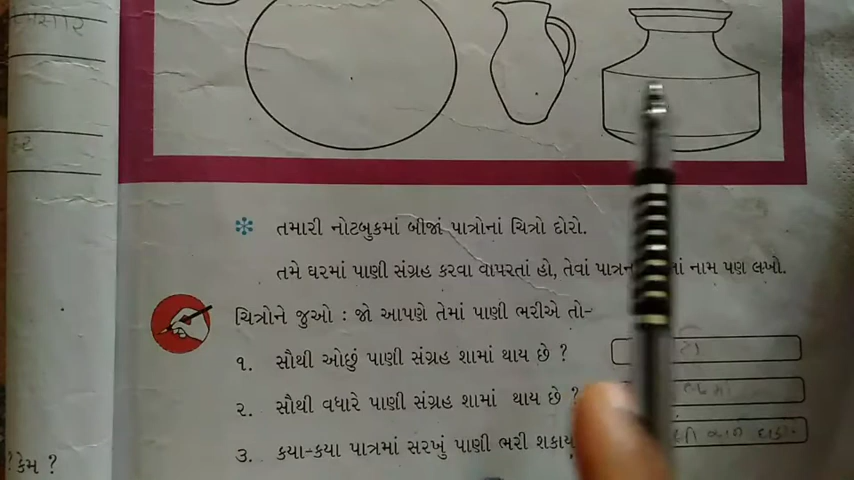 તમારી નોટબુકમાં બીજાં પાત્રોનાં ચિત્રો દોરો.
તમે ઘરમાં પાણી સંગ્રહ કરવા વાપરતાં હો, તેવાં નામ પણ લખો.
ચિત્રોને જુઓ : જો આપણે તેમાં પાણી ભરીએ તો-
૧. સૌથી ઓછું પાણી સંગ્રહ શામાં થાય છે ?
૨. સૌથી વધારે પાણી સંગ્રહ શામાં થાય છે ?
૩. કયા-કયા પાત્રમાં સરખું પાણી ભરી શકાય
? કેમ ?